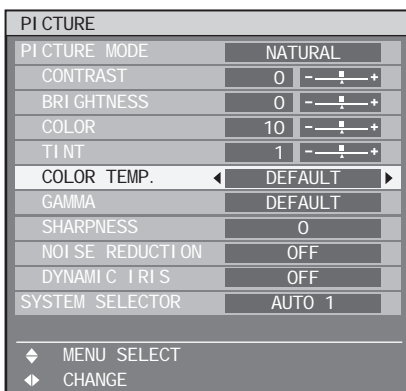 PICTURE
PICTURE MODE NATURAL
CONTRAST 0 - +
BRIGHTNESS 0 - +
COLOR 10 - +
TINT 1 - +
COLOR TEMP. DEFAULT
GAMMA DEFAULT
SHARPNESS 0
NOISE REDUCTION OFF
DYNAMIC IRIS OFF
SYSTEM SELECTOR AUTO 1
MENU SELECT
CHANGE